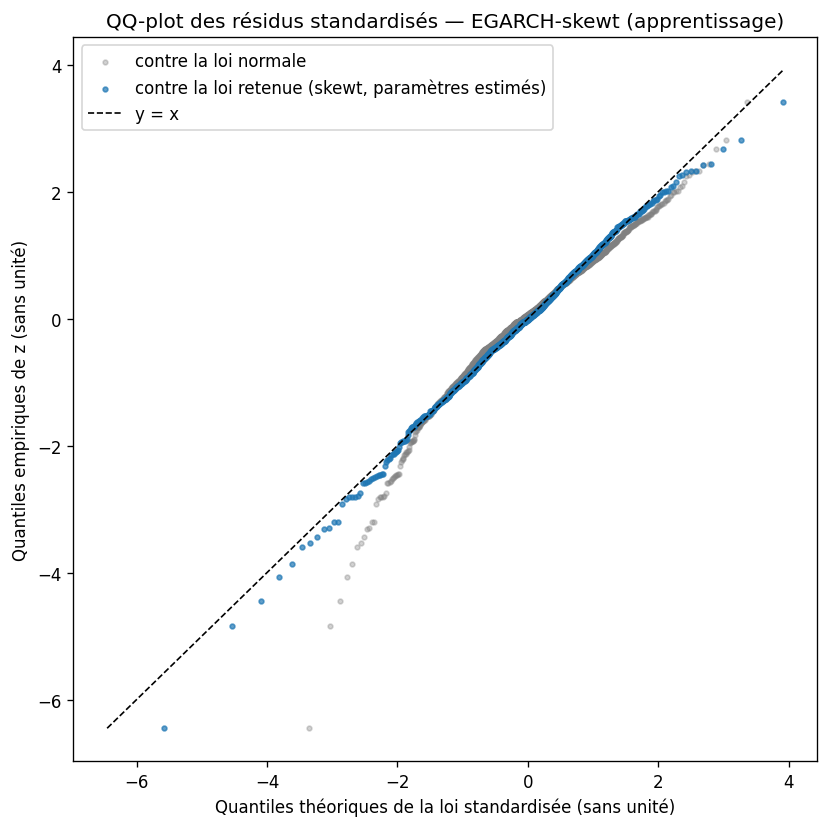 QQ-plot des résidus standardisés — EGARCH-skewt (apprentissage)
contre la loi normale
contre la loi retenue (skewt, paramètres estimés)
y = x
4
2
0
−2
−4
−6
Quantiles empiriques de z (sans unité)
−6
−4
−2
0
2
4
Quantiles théoriques de la loi standardisée (sans unité)